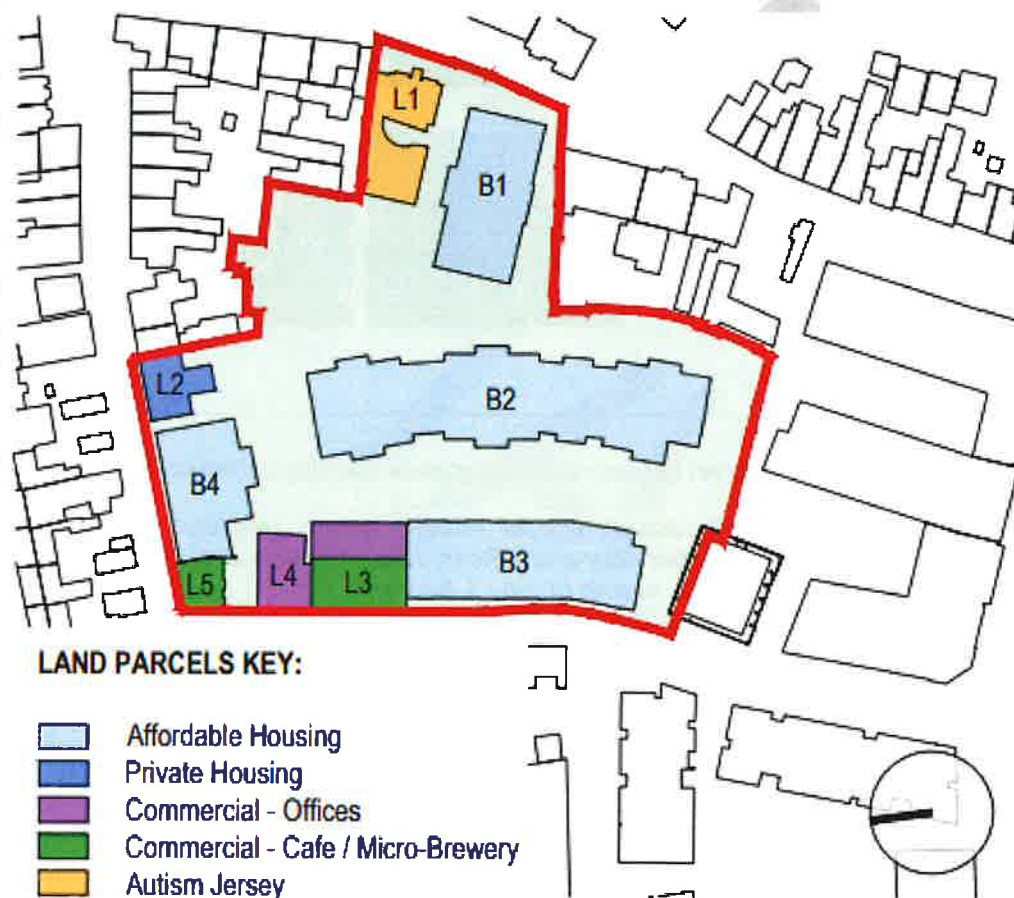 L1
B1
L2
B2
B4
B3
L5
L4
L3
LAND PARCELS KEY:
Affordable Housing
Private Housing
Commercial - Offices
Commercial - Cafe / Micro-Brewery
Autism Jersey